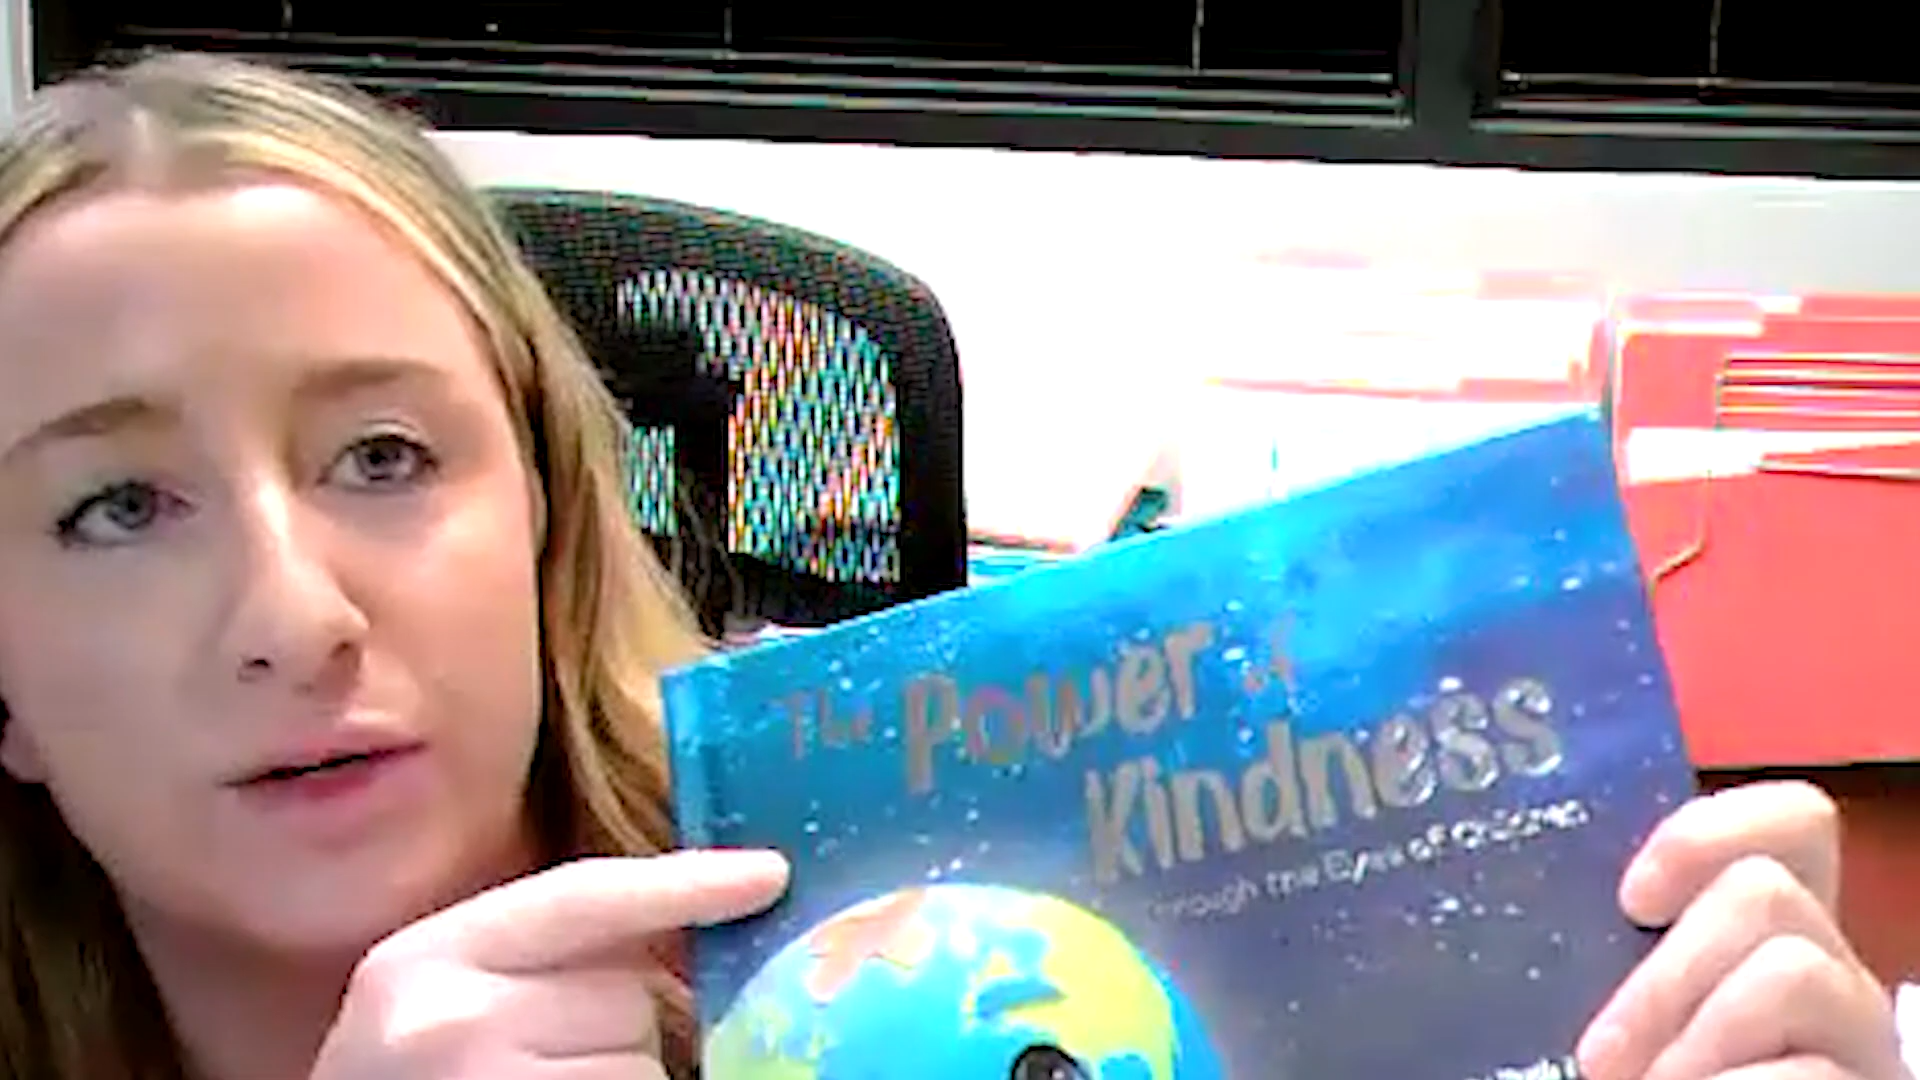 The Power of
Kindness
Through the Eyes of Children